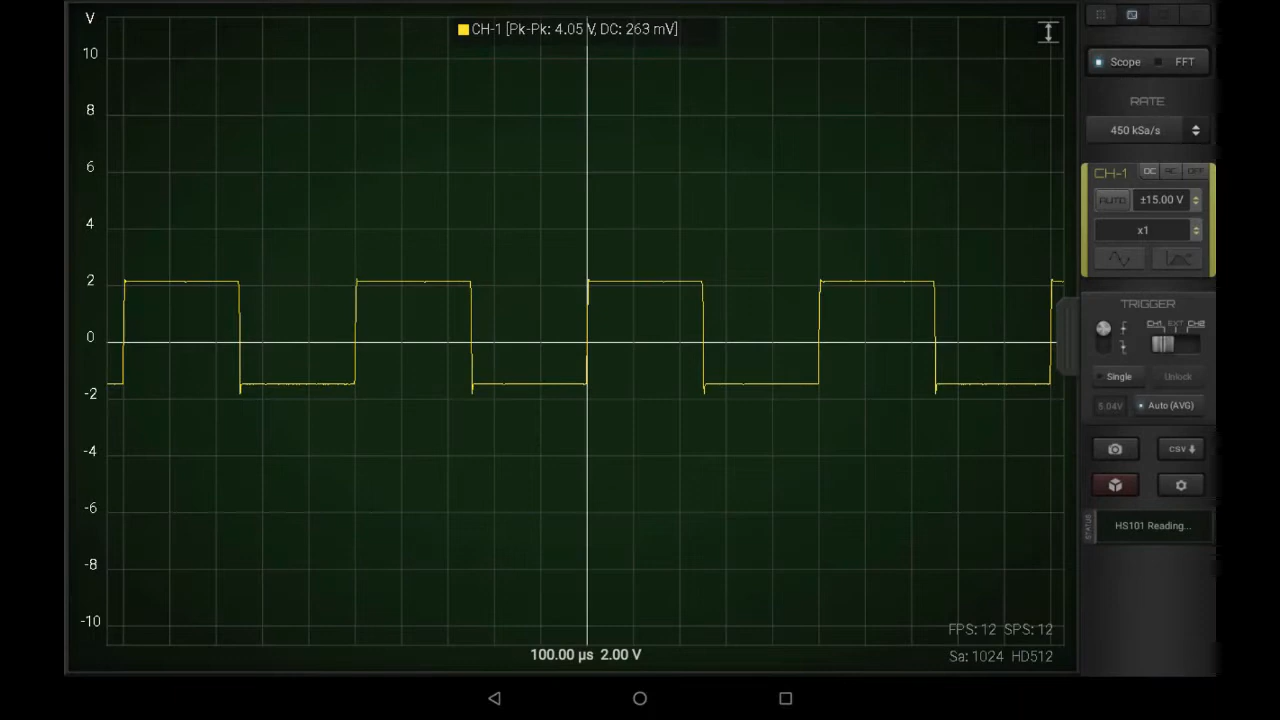 V
CH-1 [Pk-Pk: 4.05 V, DC: 263 mV]
10
8
6
4
2
0
-2
-4
-6
-8
-10
FPS: 12 SPS: 12
100.00 µs 2.00 V
Sa: 1024 HD512
Scope FFT
RATE
450 kSa/s
CH-1 DC AC OFF
AUTO ±15.00 V
x1
TRIGGER
CH1 EXT CH2
Single Unlock
5.04V Auto (AVG)
CSV
STATUS
HS101 Reading...